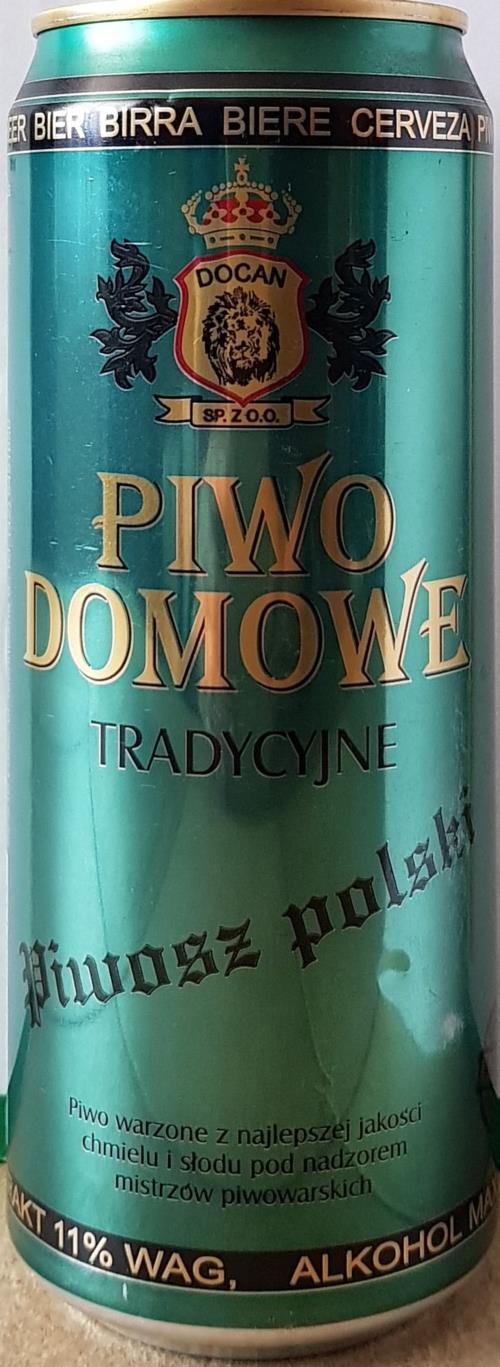 BIER BIRRA BIERE CERVEZA
DOCAN
SP. Z O.O.
PIWO
DOMOWE
TRADYCYJNE
Piwosz polski
Piwo warzone z najlepszej jakości
chmielu i słodu pod nadzorem
mistrzów piwowarskich
11% WAG, ALKOHOL